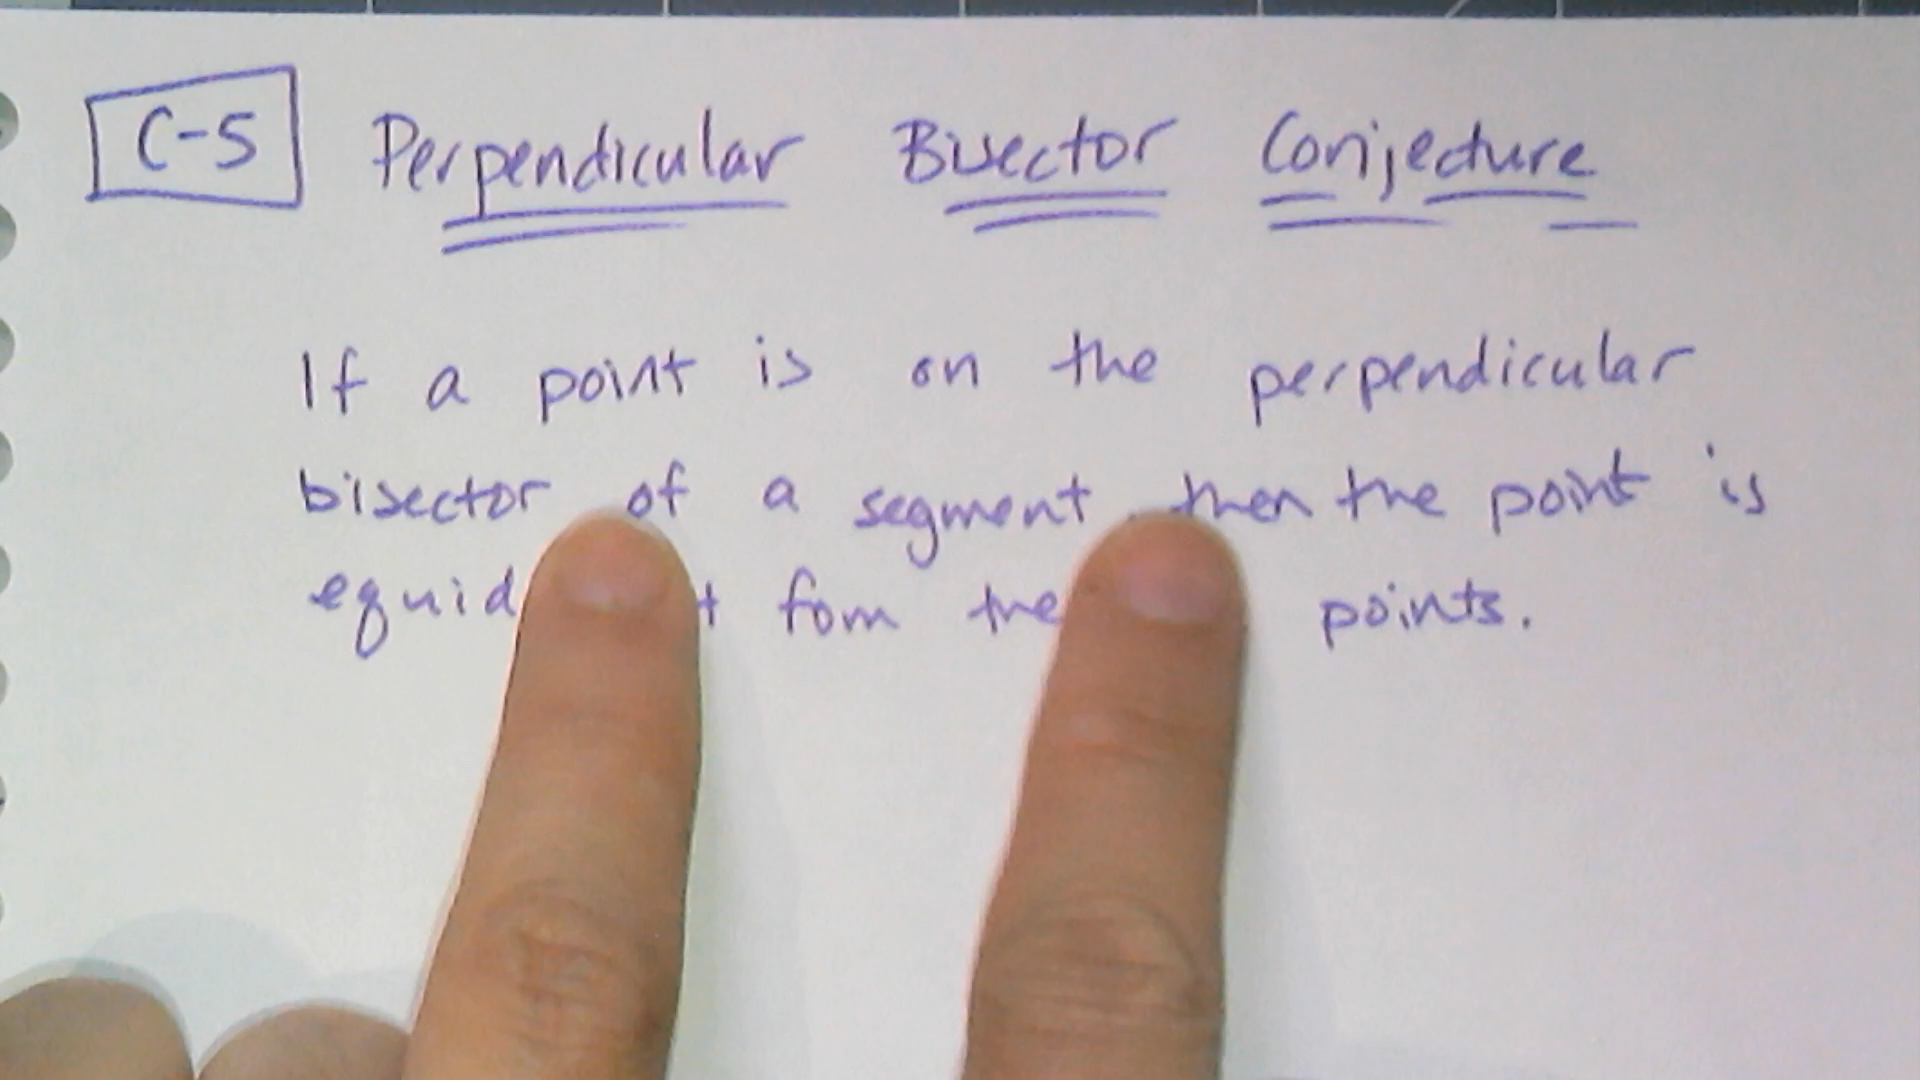 C-5 Perpendicular Bisector Conjecture
If a point is on the perpendicular
bisector of a segment, then the point is
fom the points.